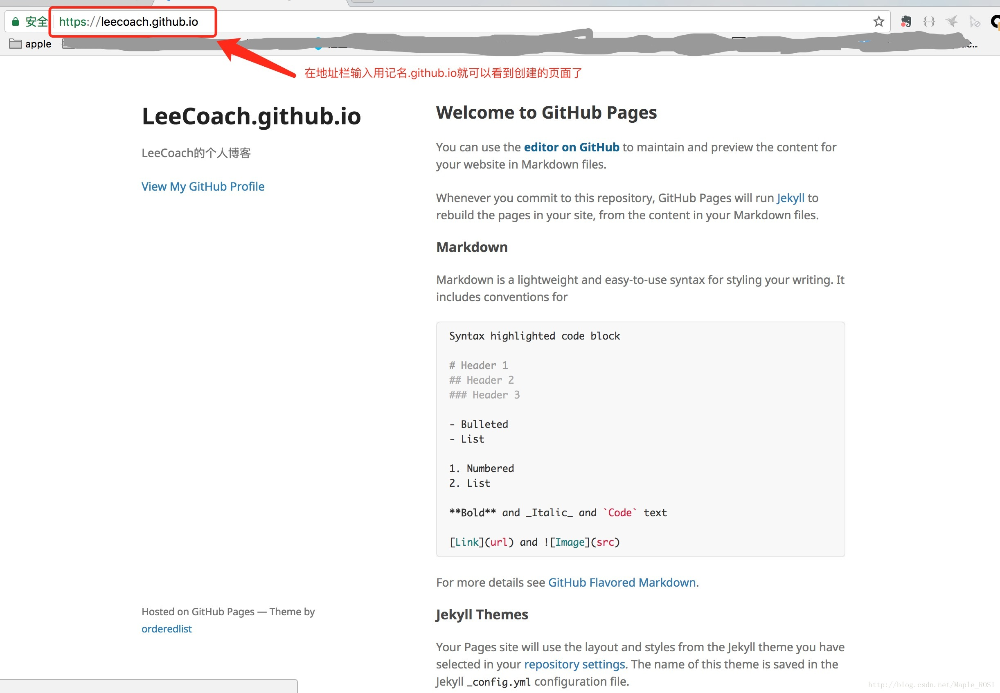 安全
https://leecoach.github.io
apple
在地址栏输入用记名.github.io就可以看到创建的页面了
LeeCoach.github.io
LeeCoach的个人博客
View My GitHub Profile
Hosted on GitHub Pages — Theme by
orderedlist
Welcome to GitHub Pages
You can use the editor on GitHub to maintain and preview the content for
your website in Markdown files.
Whenever you commit to this repository, GitHub Pages will run Jekyll to
rebuild the pages in your site, from the content in your Markdown files.
Markdown
Markdown is a lightweight and easy-to-use syntax for styling your writing. It
includes conventions for
Syntax highlighted code block
# Header 1
## Header 2
### Header 3
- Bulleted
- List
1. Numbered
2. List
**Bold** and _Italic_ and `Code` text
[Link](url) and ![Image](src)
For more details see GitHub Flavored Markdown.
Jekyll Themes
Your Pages site will use the layout and styles from the Jekyll theme you have
selected in your repository settings. The name of this theme is saved in the
Jekyll _config.yml configuration file.
http://blog.csdn.net/Maple_ROSI